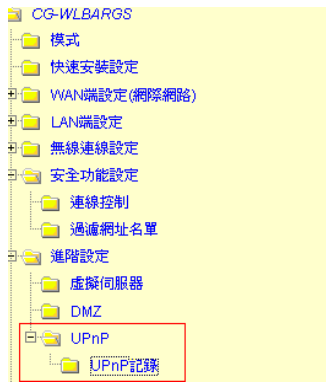 CG-WLBARGS
模式
快速安裝設定
WAN端設定(網際網路)
LAN端設定
無線連線設定
安全功能設定
連線控制
過濾網址名單
進階設定
虛擬伺服器
DMZ
UPnP
UPnP記錄